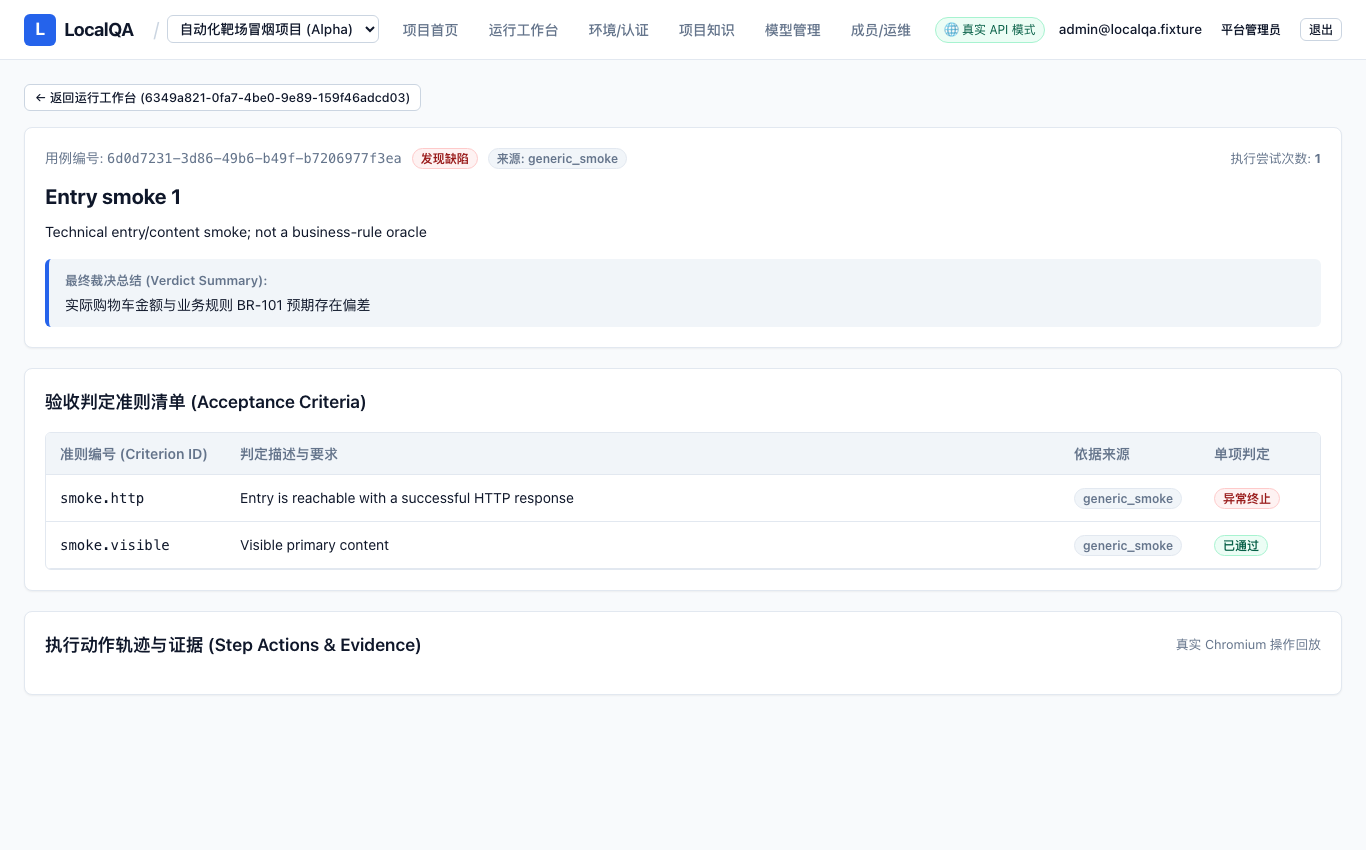 L LocalQA / 自动化靶场冒烟项目 (Alpha) 项目首页 运行工作台 环境/认证 项目知识 模型管理 成员/运维 🌐 真实 API 模式 admin@localqa.fixture 平台管理员 退出
← 返回运行工作台 (6349a821-0fa7-4be0-9e89-159f46adcd03)
用例编号: 6d0d7231-3d86-49b6-b49f-b7206977f3ea 发现缺陷 来源: generic_smoke 执行尝试次数: 1
Entry smoke 1
Technical entry/content smoke; not a business-rule oracle
最终裁决总结 (Verdict Summary):
实际购物车金额与业务规则 BR-101 预期存在偏差
验收判定准则清单 (Acceptance Criteria)
准则编号 (Criterion ID) 判定描述与要求 依据来源 单项判定
smoke.http Entry is reachable with a successful HTTP response generic_smoke 异常终止
smoke.visible Visible primary content generic_smoke 已通过
执行动作轨迹与证据 (Step Actions & Evidence) 真实 Chromium 操作回放